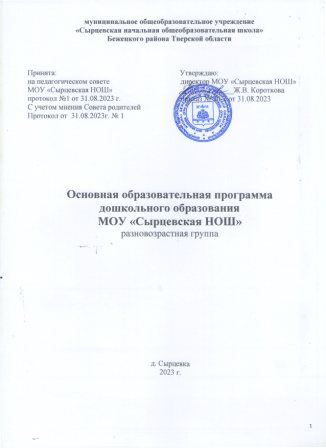 муниципальное общеобразовательное учреждение
«Сырцевская начальная общеобразовательная школа»
Бежецкого района Тверской области
Принята:
на педагогическом совете
МОУ «Сырцевская НОШ»
протокол №1 от 31.08.2023 г.
С учетом мнения Совета родителей
Протокол от 31.08.2023г. № 1
Утверждаю:
директор МОУ «Сырцевская НОШ»
Ж.В. Короткова
от 31.08.2023
Основная образовательная программа
дошкольного образования
МОУ «Сырцевская НОШ»
разновозрастная группа
д. Сырцевка
2023 г.
1